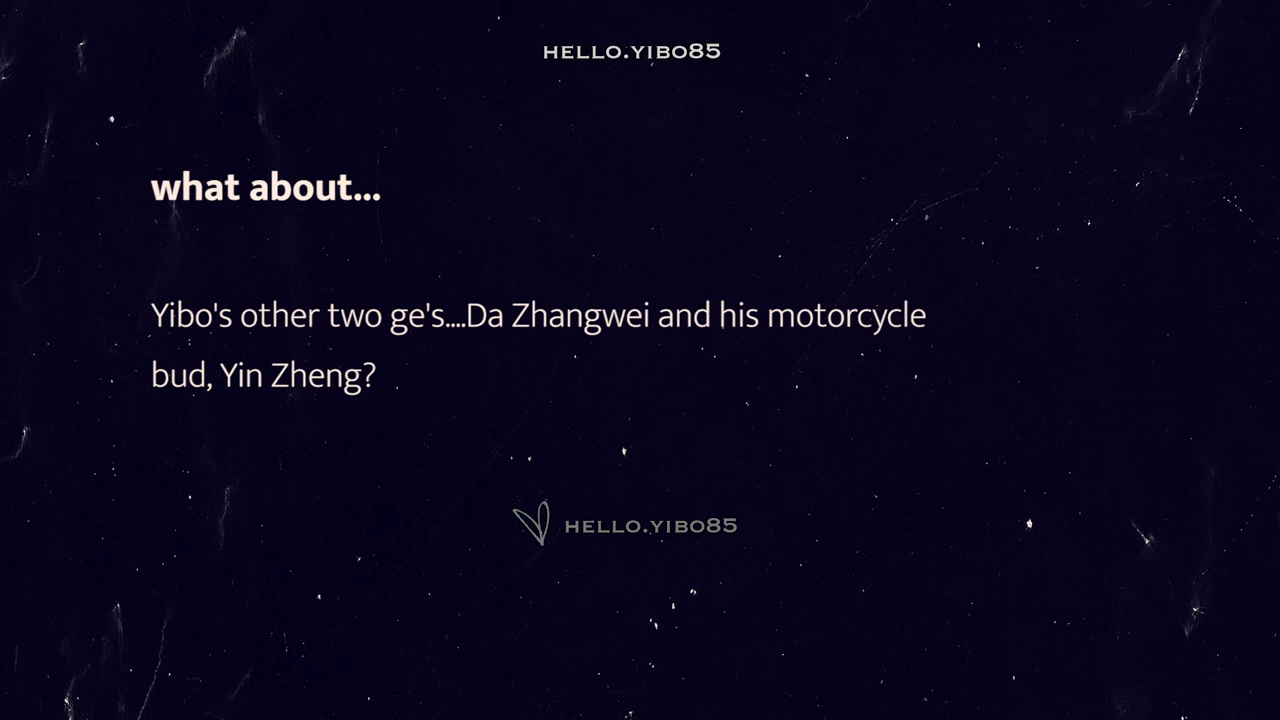 HELLO.YIBO85
what about...
Yibo's other two ge's....Da Zhangwei and his motorcycle
bud, Yin Zheng?
HELLO.YIBO85